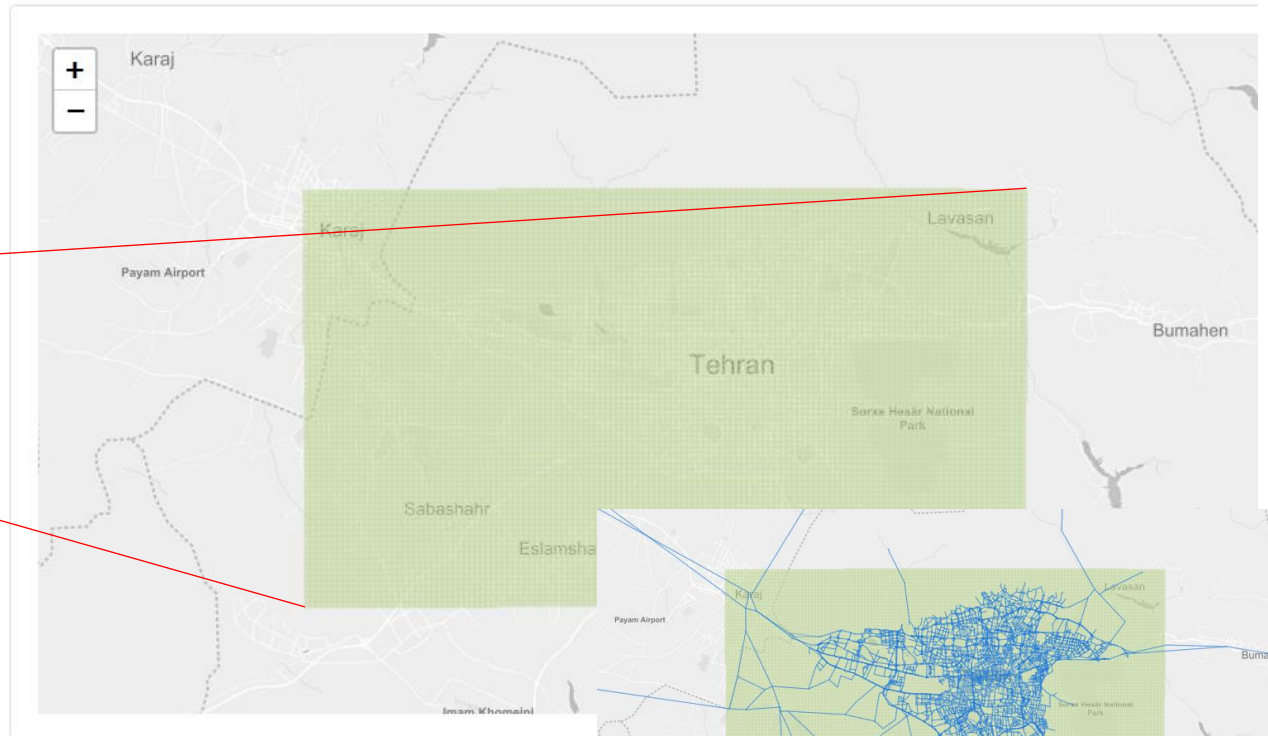 +
Karaj
−
Karaj
Lavasan
Payam Airport
Bumahen
Tehran
Sorxe Hesār National
Park
Sabashahr
Eslamsha
Karaj
Lavasan
Payam Airport
Buma
Sorxe Hesār National
Park
Imam Khomeini